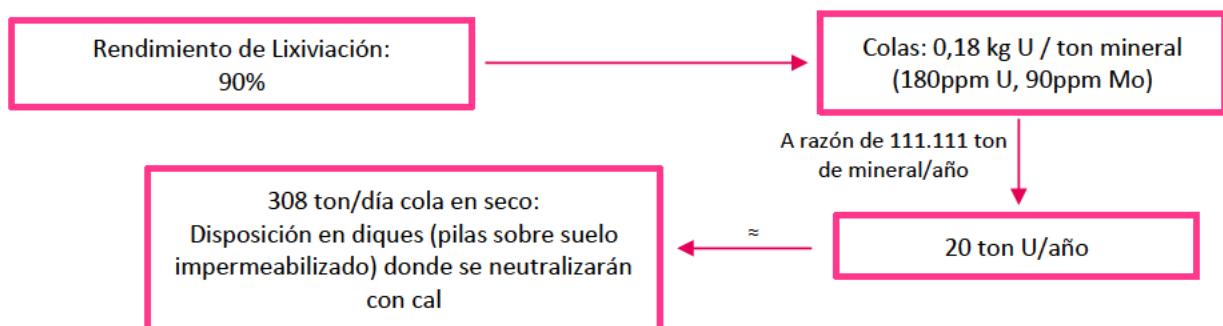 Rendimiento de Lixiviación:
90%
Colas: 0,18 kg U / ton mineral
(180ppm U, 90ppm Mo)
A razón de 111.111 ton
de mineral/año
20 ton U/año
≈
308 ton/día cola en seco:
Disposición en diques (pilas sobre suelo
impermeabilizado) donde se neutralizarán
con cal